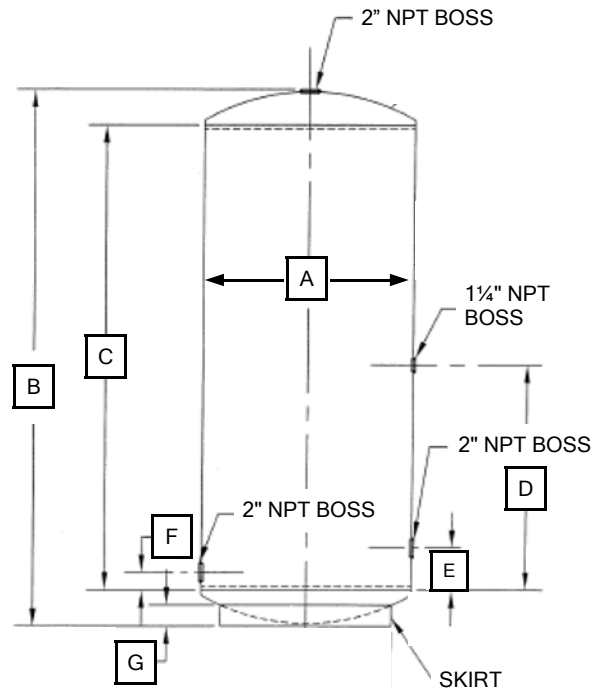 2” NPT BOSS
A
1¼" NPT
BOSS
C
B
2" NPT BOSS
D
2" NPT BOSS
F
E
G
SKIRT